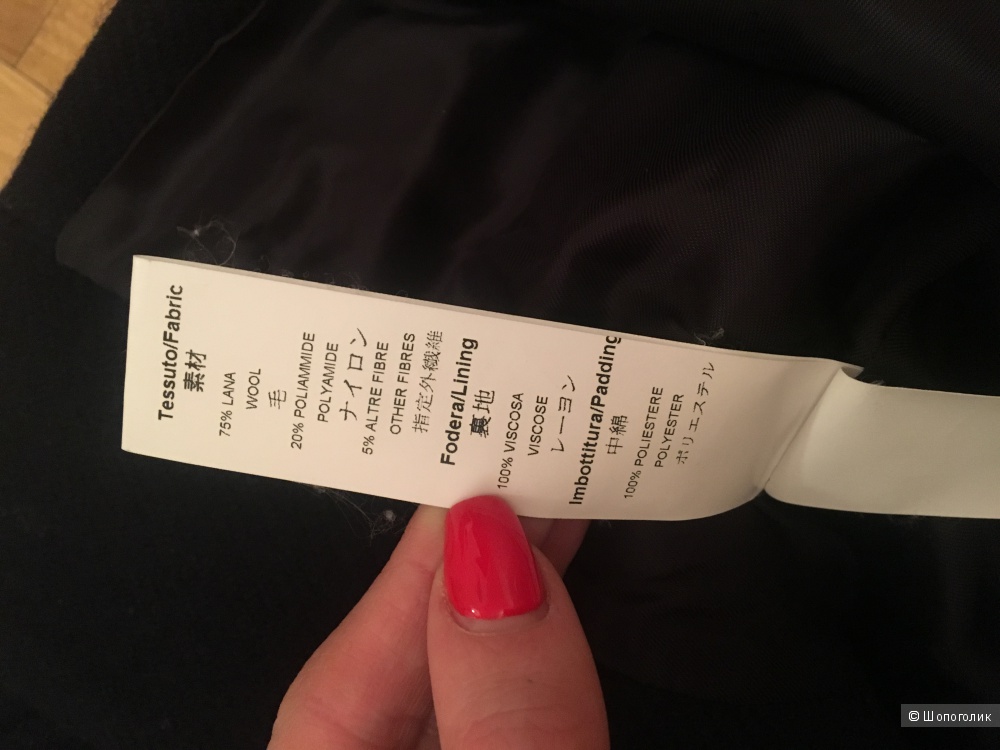 Tessuto/Fabric
素材
75% LANA
WOOL
毛
20% POLIAMMIDE
POLYAMIDE
ナイロン
5% ALTRE FIBRE
OTHER FIBRES
指定外繊維
Fodera/Lining
裏地
100% VISCOSA
VISCOSE
レーヨン
Imbottitura/Padding
中綿
100% POLIESTERE
POLYESTER
ポリエステル
© Шопоголик